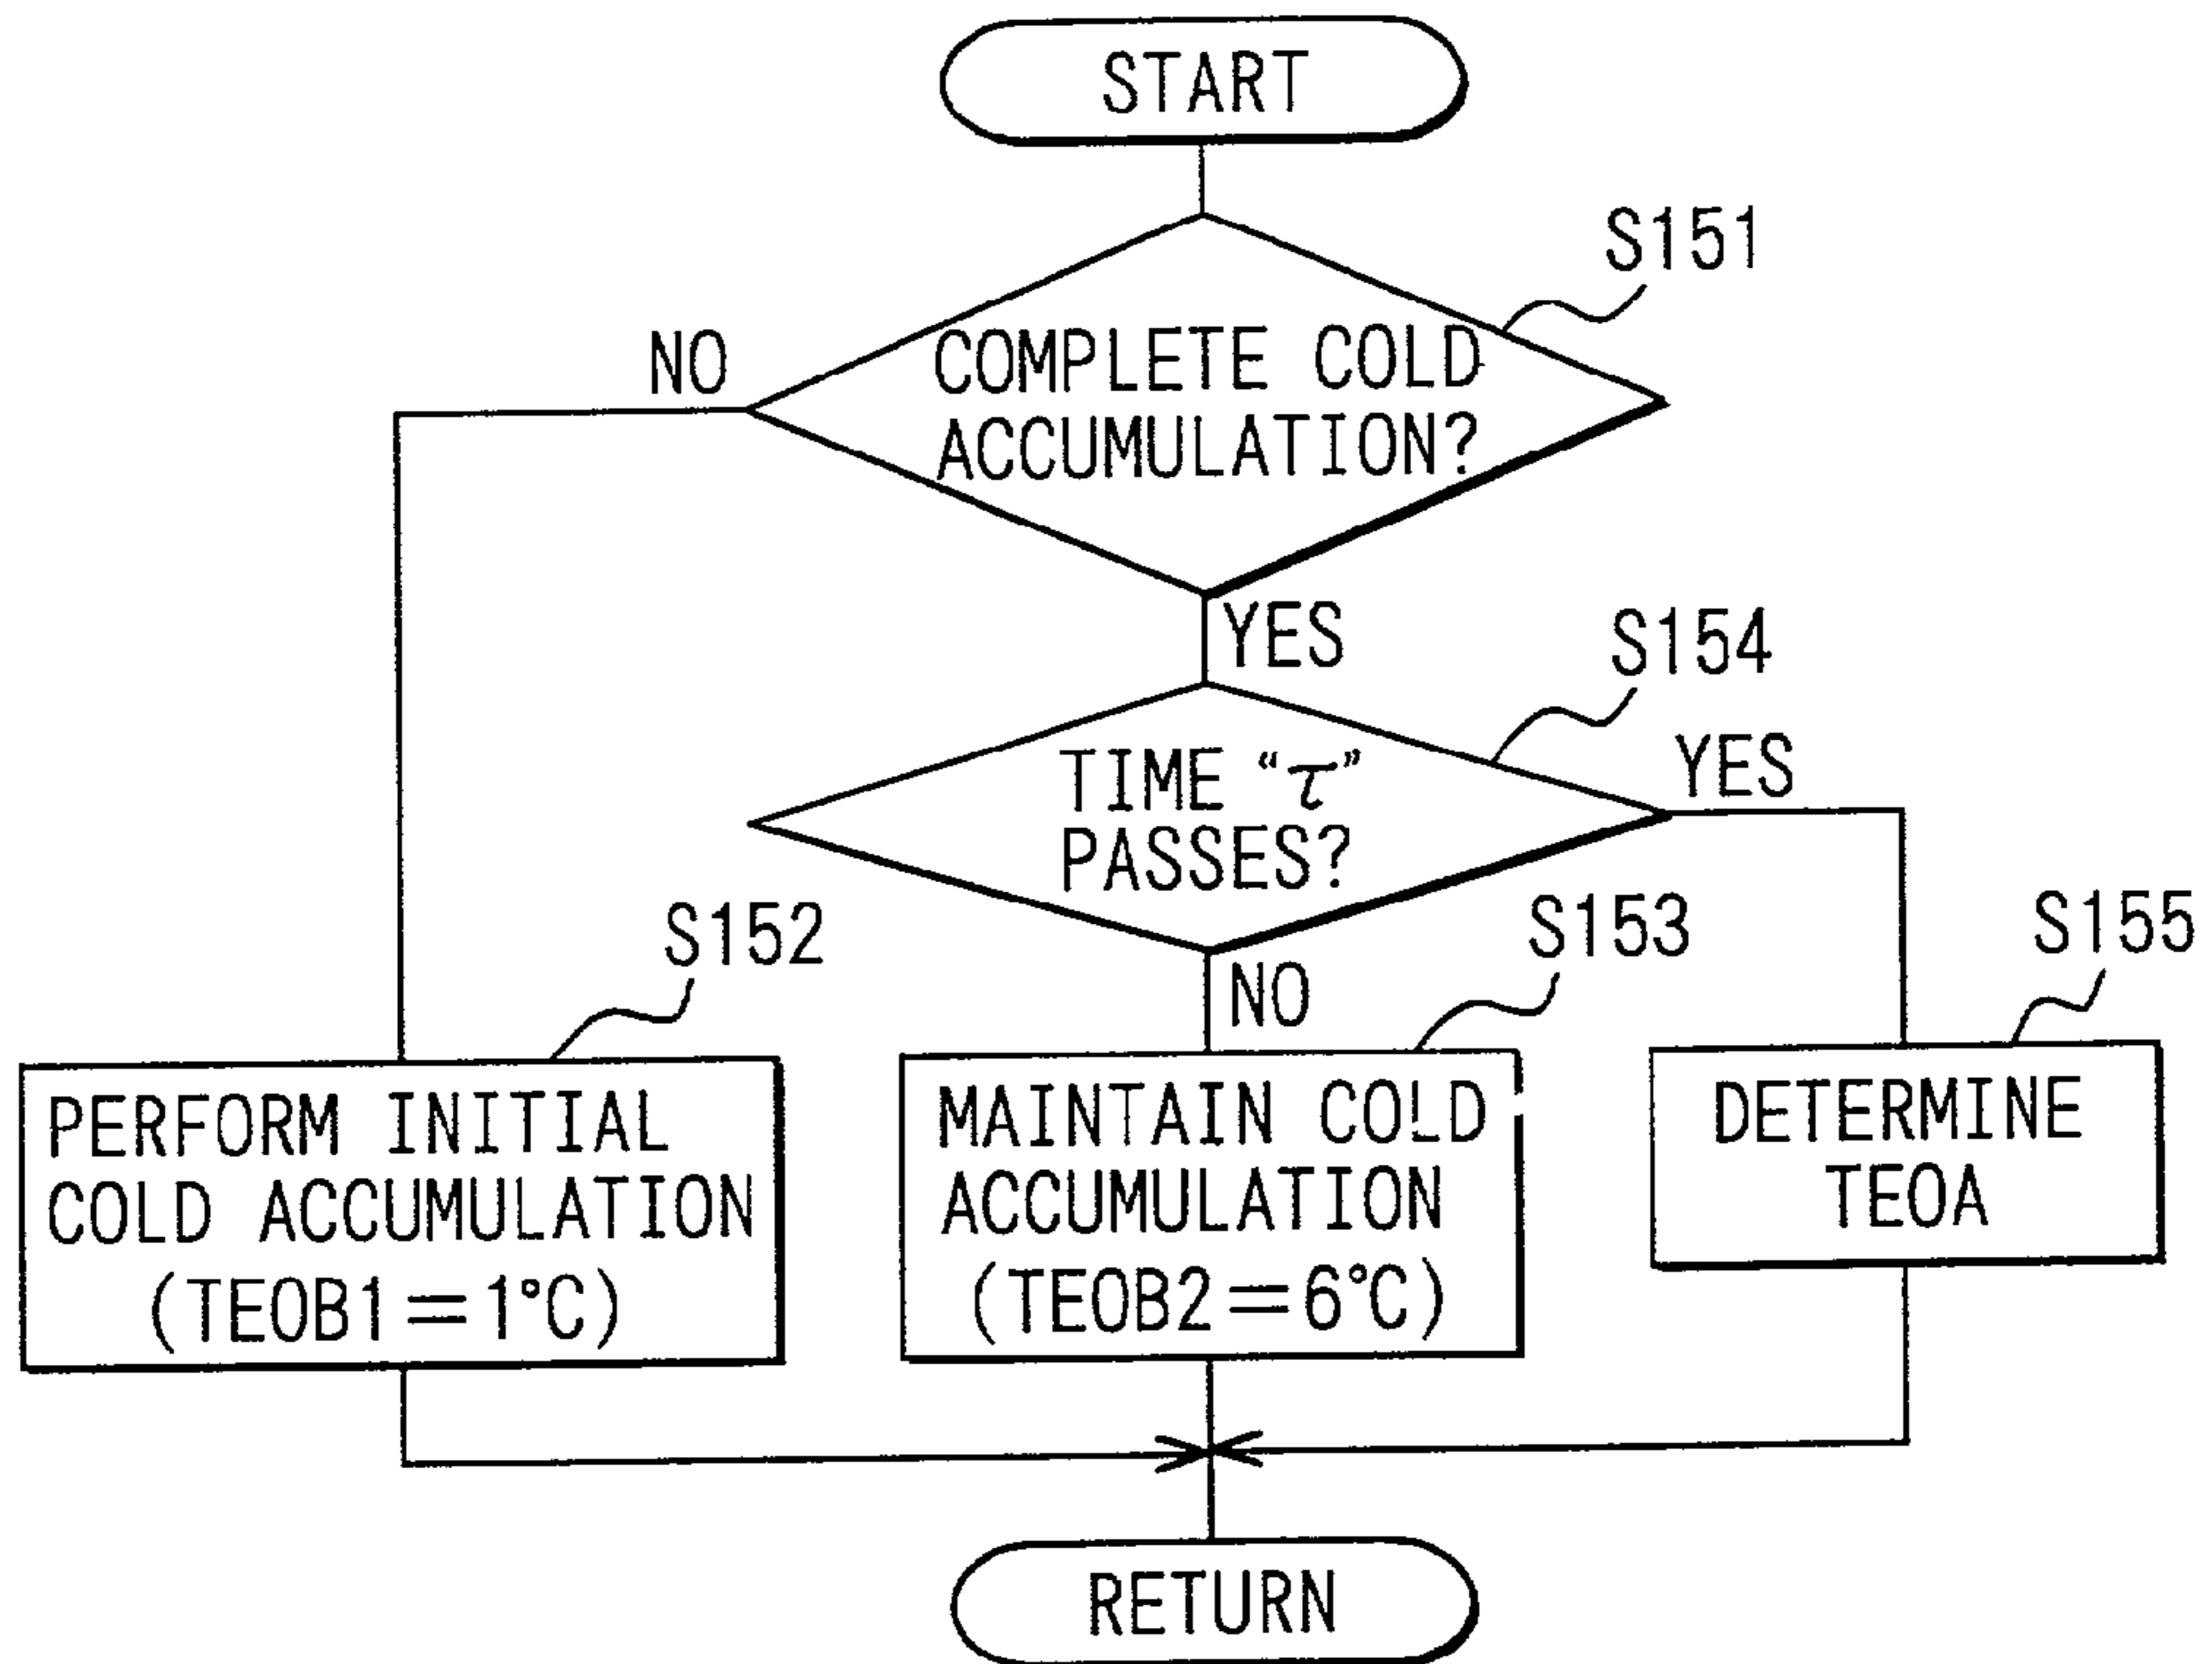 START
S151
NO
COMPLETE COLD
ACCUMULATION?
YES
S154
TIME “τ”
PASSES?
YES
S152
NO
S153
S155
PERFORM INITIAL
COLD ACCUMULATION
(TEOB1=1°C)
MAINTAIN COLD
ACCUMULATION
(TEOB2=6°C)
DETERMINE
TEOA
RETURN